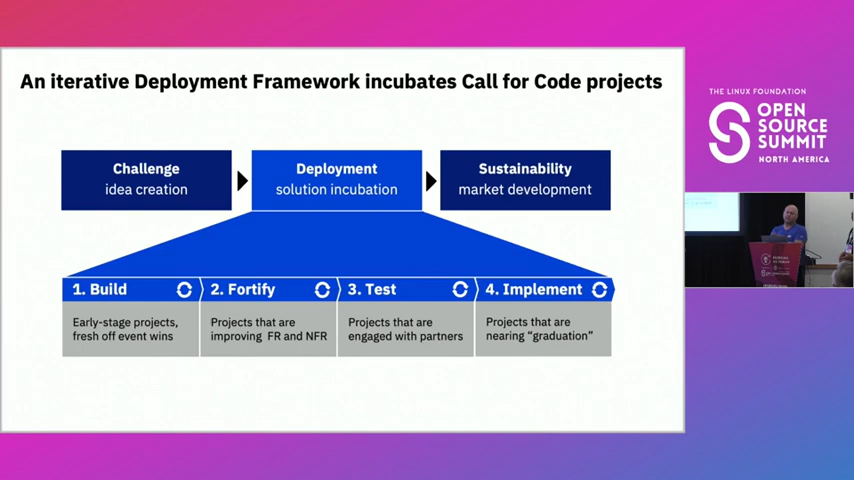 An iterative Deployment Framework incubates Call for Code projects
Challenge
idea creation
Deployment
solution incubation
Sustainability
market development
1. Build
2. Fortify
3. Test
4. Implement
Early-stage projects,
fresh off event wins
Projects that are
improving FR and NFR
Projects that are
engaged with partners
Projects that are
nearing “graduation”
THE LINUX FOUNDATION
OPEN
SOURCE
SUMMIT
NORTH AMERICA